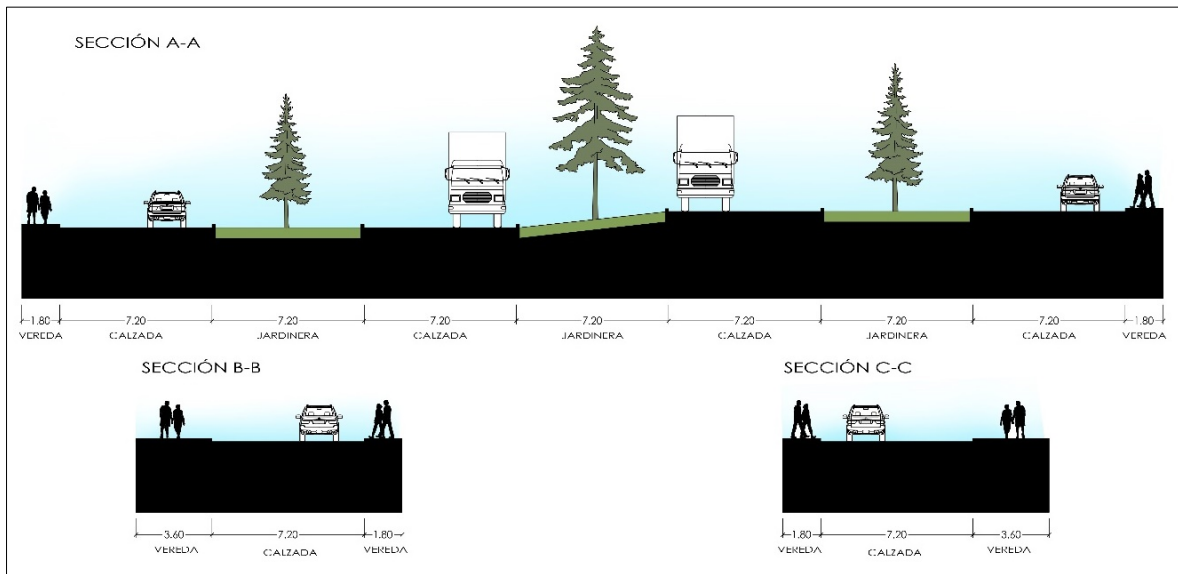 SECCIÓN A-A
1.80 7.20 7.20 7.20 7.20 7.20 7.20 7.20 1.80
VEREDA CALZADA JARDINERA CALZADA JARDINERA CALZADA JARDINERA CALZADA VEREDA
SECCIÓN B-B
3.60 7.20 1.80
VEREDA CALZADA VEREDA
SECCIÓN C-C
1.80 7.20 3.60
VEREDA CALZADA VEREDA